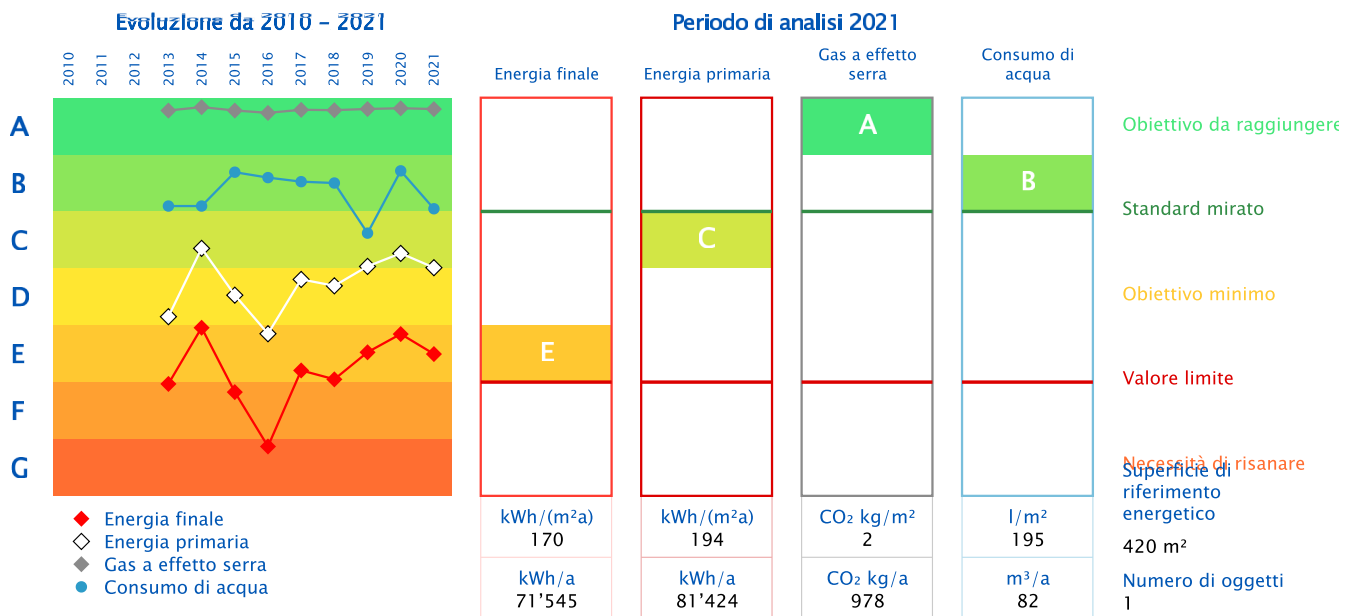 Evoluzione da 2010 – 2021
Periodo di analisi 2021
2010 2011 2012 2013 2014 2015 2016 2017 2018 2019 2020 2021
Energia finale
Energia primaria
Gas a effetto
serra
Consumo di
acqua
A
B
C
D
E
F
G
E
C
A
B
Obiettivo da raggiungere
Standard mirato
Obiettivo minimo
Valore limite
Necessità di risanare
Energia finale
Energia primaria
Gas a effetto serra
Consumo di acqua
kWh/(m²a)
170
kWh/(m²a)
194
CO₂ kg/m²
2
l/m²
195
kWh/a
71’545
kWh/a
81’424
CO₂ kg/a
978
m³/a
82
Superficie di
riferimento
energetico
420 m²
Numero di oggetti
1